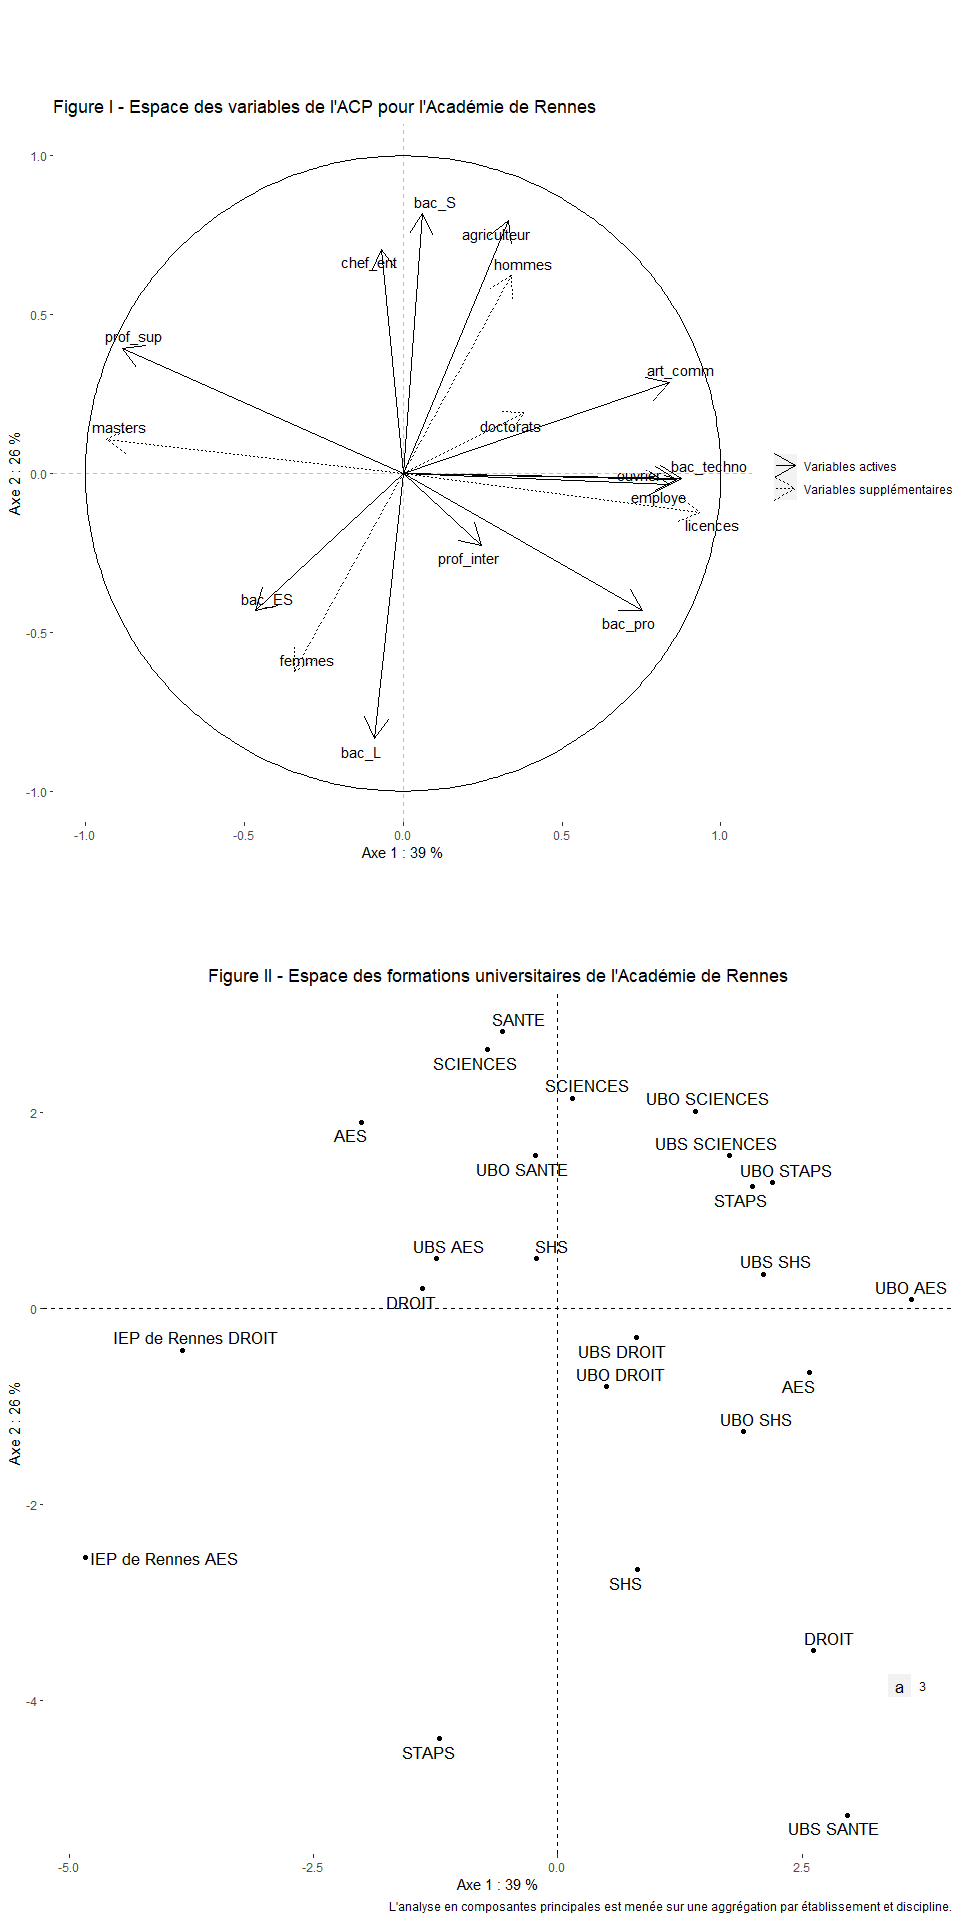 Figure I - Espace des variables de l'ACP pour l'Académie de Rennes
1.0
bac_S
agriculteur
chef_ent
hommes
0.5
prof_sup
art_comm
masters
doctorats
Axe 2 : 26 %
0.0
ouvrier
bac_techno
employe
licences
Variables actives
Variables supplémentaires
prof_inter
bac_ES
bac_pro
-0.5
femmes
bac_L
-1.0
-1.0
-0.5
0.0
0.5
1.0
Axe 1 : 39 %
Figure II - Espace des formations universitaires de l'Académie de Rennes
SANTE
SCIENCES
SCIENCES
UBO SCIENCES
2
AES
UBS SCIENCES
UBO SANTE
UBO STAPS
STAPS
UBS AES
SHS
UBS SHS
UBO AES
DROIT
0
IEP de Rennes DROIT
UBS DROIT
UBO DROIT
AES
UBO SHS
Axe 2 : 26 %
-2
IEP de Rennes AES
SHS
DROIT
a 3
-4
STAPS
UBS SANTE
-5.0
-2.5
0.0
2.5
Axe 1 : 39 %
L'analyse en composantes principales est menée sur une aggrégation par établissement et discipline.